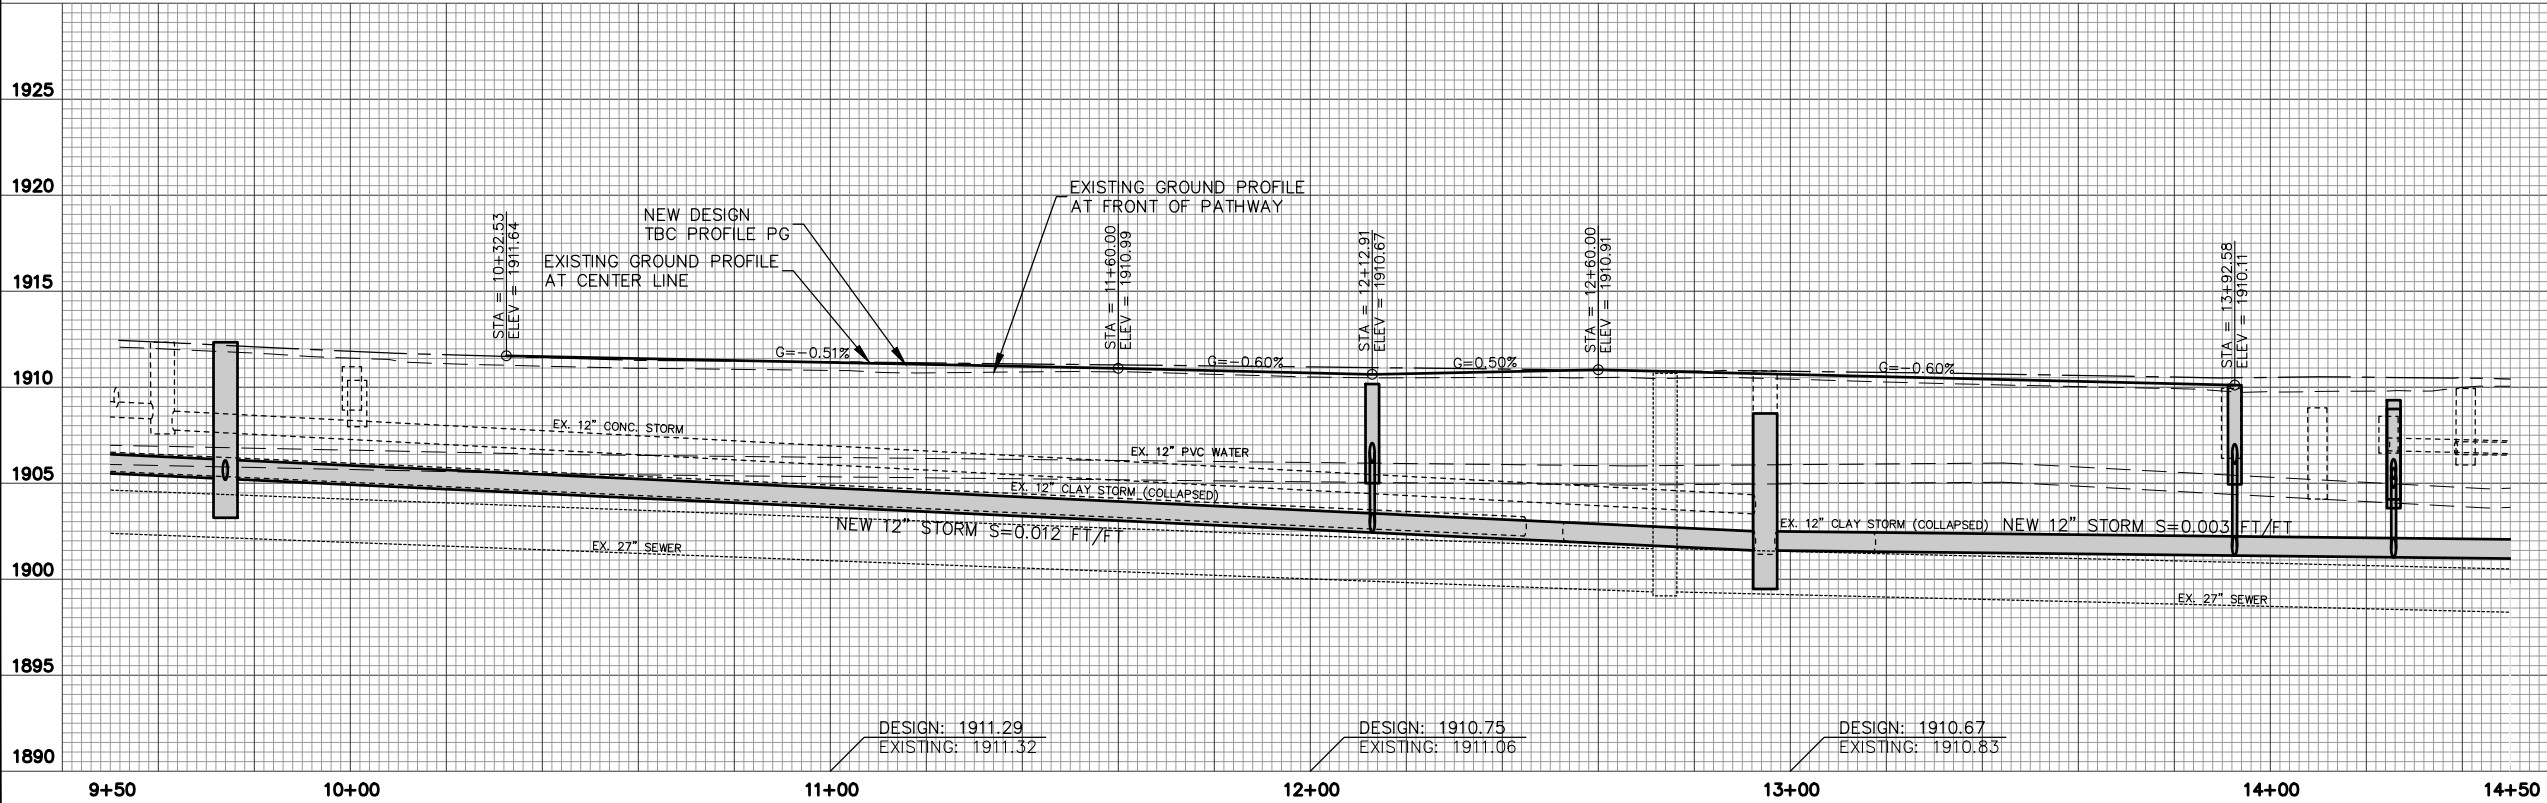 1925
1920
1915
1910
1905
1900
1895
1890
STA = 10+32.53
ELEV = 1911.64
NEW DESIGN
TBC PROFILE PG
EXISTING GROUND PROFILE
AT CENTER LINE
EXISTING GROUND PROFILE
AT FRONT OF PATHWAY
STA = 11+60.00
ELEV = 1910.99
STA = 12+12.91
ELEV = 1910.67
STA = 12+60.00
ELEV = 1910.91
STA = 13+92.58
ELEV = 1910.11
G=-0.51%
G=-0.60%
G=0.50%
G=-0.60%
EX. 12" CONC. STORM
EX. 12" PVC WATER
EX. 12" CLAY STORM (COLLAPSED)
NEW 12" STORM S=0.012 FT/FT
EX. 12" CLAY STORM (COLLAPSED)
NEW 12" STORM S=0.003 FT/FT
EX. 27" SEWER
EX. 27" SEWER
DESIGN: 1911.29
EXISTING: 1911.32
DESIGN: 1910.75
EXISTING: 1911.06
DESIGN: 1910.67
EXISTING: 1910.83
9+50
10+00
11+00
12+00
13+00
14+00
14+50